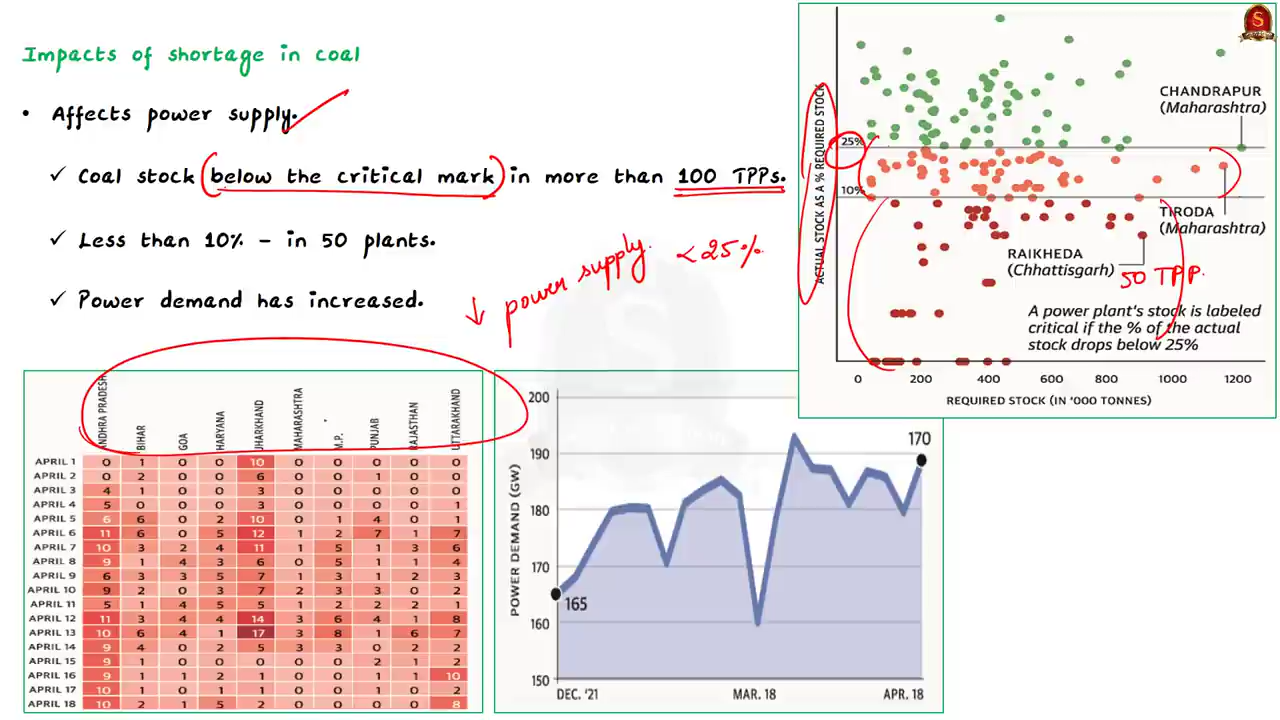 Impacts of shortage in coal
• Affects power supply.
✓ Coal stock (below the critical mark) in more than 100 TPPs.
✓ Less than 10% - in 50 plants.
✓ Power demand has increased.
↓ power supply.
<25%
ACTUAL STOCK AS A % REQUIRED STOCK
25%
10%
CHANDRAPUR
(Maharashtra)
TIRODA
(Maharashtra)
RAIKHEDA
(Chhattisgarh)
50 TPP.
A power plant's stock is labeled
critical if the % of the actual
stock drops below 25%
0 200 400 600 800 1000 1200
REQUIRED STOCK (IN '000 TONNES)
ANDHRA PRADESH BIHAR GOA HARYANA JHARKHAND MAHARASHTRA M.P. PUNJAB RAJASTHAN UTTARAKHAND
APRIL 1 0 1 0 0 10 0 0 0 0 0
APRIL 2 0 2 0 0 6 0 0 1 0 0
APRIL 3 4 1 0 0 3 0 0 0 0 0
APRIL 4 5 0 0 0 3 0 0 0 0 1
APRIL 5 6 6 0 2 10 0 1 4 0 1
APRIL 6 11 6 0 5 12 1 2 7 1 7
APRIL 7 10 3 2 4 11 1 5 1 3 6
APRIL 8 9 1 4 3 6 0 5 1 1 4
APRIL 9 6 3 3 5 7 1 3 1 2 3
APRIL 10 9 2 0 3 7 2 3 3 0 2
APRIL 11 5 1 4 5 5 1 2 2 2 1
APRIL 12 11 3 4 4 14 3 6 4 1 8
APRIL 13 10 6 4 1 17 3 8 1 6 7
APRIL 14 9 4 0 2 5 3 3 0 2 2
APRIL 15 9 1 0 0 0 0 0 2 1 2
APRIL 16 9 1 1 2 1 0 0 1 1 10
APRIL 17 10 1 0 1 1 0 0 1 0 2
APRIL 18 10 2 1 5 2 0 0 0 0 8
POWER DEMAND (GW)
200
190
180
170
160
150
165
170
DEC. '21 MAR. 18 APR. 18